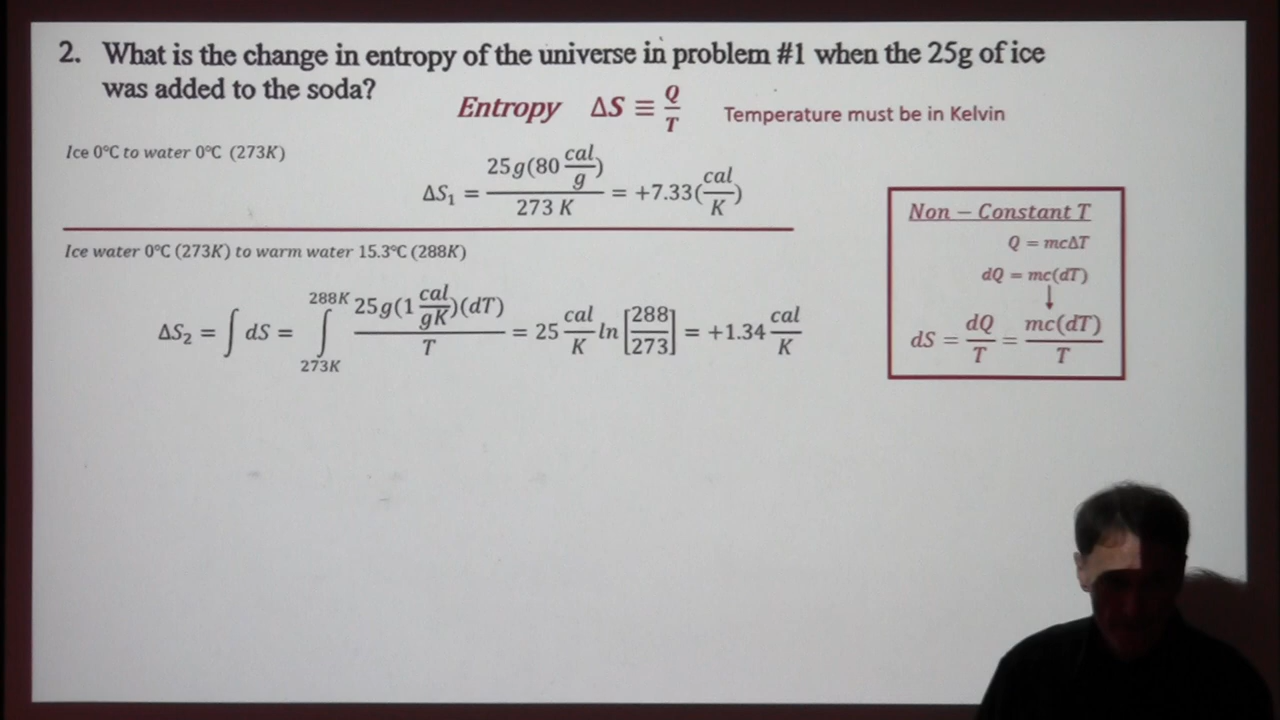 2. What is the change in entropy of the universe in problem #1 when the 25g of ice
was added to the soda?
Entropy ΔS ≡ Q/T Temperature must be in Kelvin
Ice 0°C to water 0°C (273K)
ΔS₁ = 25g(80 cal/g) / 273 K = +7.33(cal/K)
Ice water 0°C (273K) to warm water 15.3°C (288K)
ΔS₂ = ∫ dS = ∫_{273K}^{288K} 25g(1 cal/gK)(dT) / T = 25 cal/K ln [288/273] = +1.34 cal/K
Non − Constant T
Q = mcΔT
dQ = mc(dT)
↓
dS = dQ/T = mc(dT)/T